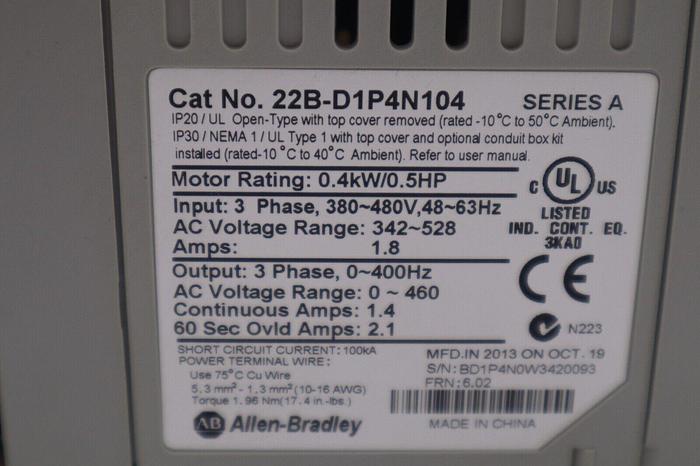 Cat No. 22B-D1P4N104 SERIES A
IP20 / UL Open-Type with top cover removed (rated -10°C to 50°C Ambient).
IP30 / NEMA 1 / UL Type 1 with top cover and optional conduit box kit
installed (rated-10 °C to 40°C Ambient). Refer to user manual.
Motor Rating: 0.4kW/0.5HP
Input: 3 Phase, 380~480V,48~63Hz
AC Voltage Range: 342~528
Amps: 1.8
C UL US
LISTED
IND. CONT. EQ.
3KA0
Output: 3 Phase, 0~400Hz
AC Voltage Range: 0 ~ 460
Continuous Amps: 1.4
60 Sec Ovld Amps: 2.1
CE
N223
SHORT CIRCUIT CURRENT: 100kA
POWER TERMINAL WIRE:
Use 75°C Cu Wire
5.3 mm² - 1.3 mm² (10-16 AWG)
Torque 1.96 Nm(17.4 in.-lbs.)
MFD.IN 2013 ON OCT. 19
S/N: BD1P4N0W3420093
FRN: 6.02
AB Allen-Bradley
MADE IN CHINA